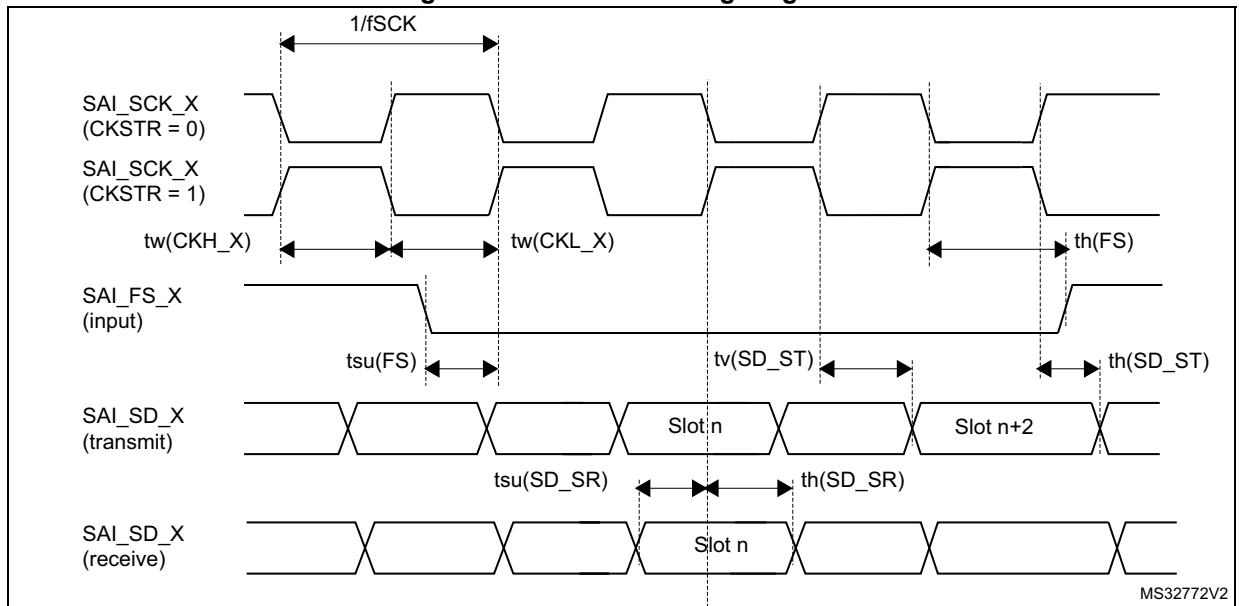 1/fSCK
SAI_SCK_X
(CKSTR = 0)
SAI_SCK_X
(CKSTR = 1)
tw(CKH_X)
tw(CKL_X)
th(FS)
SAI_FS_X
(input)
tsu(FS)
tv(SD_ST)
th(SD_ST)
SAI_SD_X
(transmit)
Slot n
Slot n+2
tsu(SD_SR)
th(SD_SR)
SAI_SD_X
(receive)
Slot n
MS32772V2